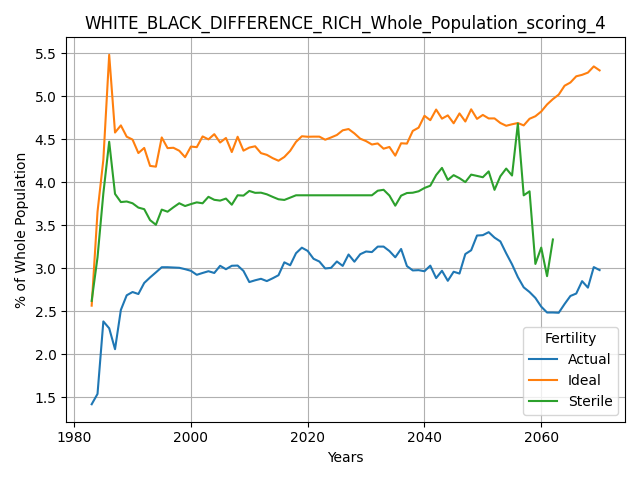 WHITE_BLACK_DIFFERENCE_RICH_Whole_Population_scoring_4
5.5
5.0
4.5
4.0
3.5
3.0
2.5
2.0
1.5
% of Whole Population
Fertility
Actual
Ideal
Sterile
1980 2000 2020 2040 2060
Years